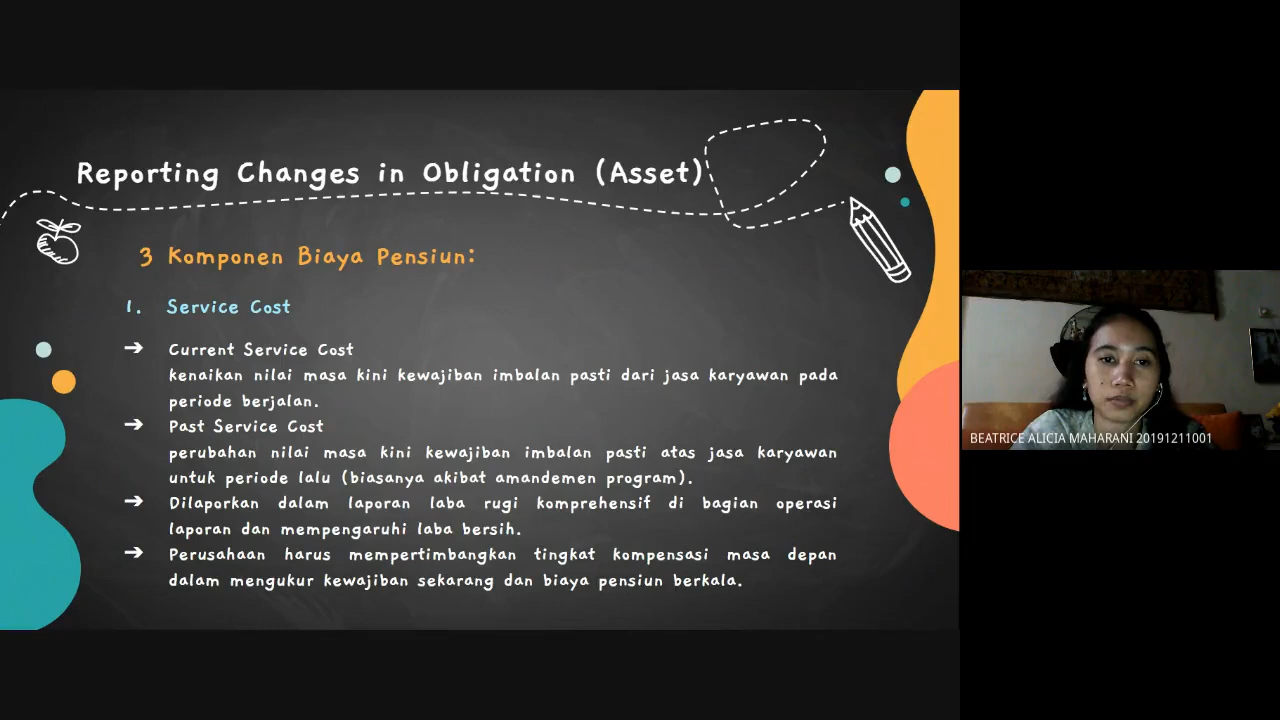 Reporting Changes in Obligation (Asset)
3 Komponen Biaya Pensiun:
1. Service Cost
➔ Current Service Cost
kenaikan nilai masa kini kewajiban imbalan pasti dari jasa karyawan pada
periode berjalan.
➔ Past Service Cost
perubahan nilai masa kini kewajiban imbalan pasti atas jasa karyawan
untuk periode lalu (biasanya akibat amandemen program).
➔ Dilaporkan dalam laporan laba rugi komprehensif di bagian operasi
laporan dan mempengaruhi laba bersih.
➔ Perusahaan harus mempertimbangkan tingkat kompensasi masa depan
dalam mengukur kewajiban sekarang dan biaya pensiun berkala.
BEATRICE ALICIA MAHARANI 20191211001